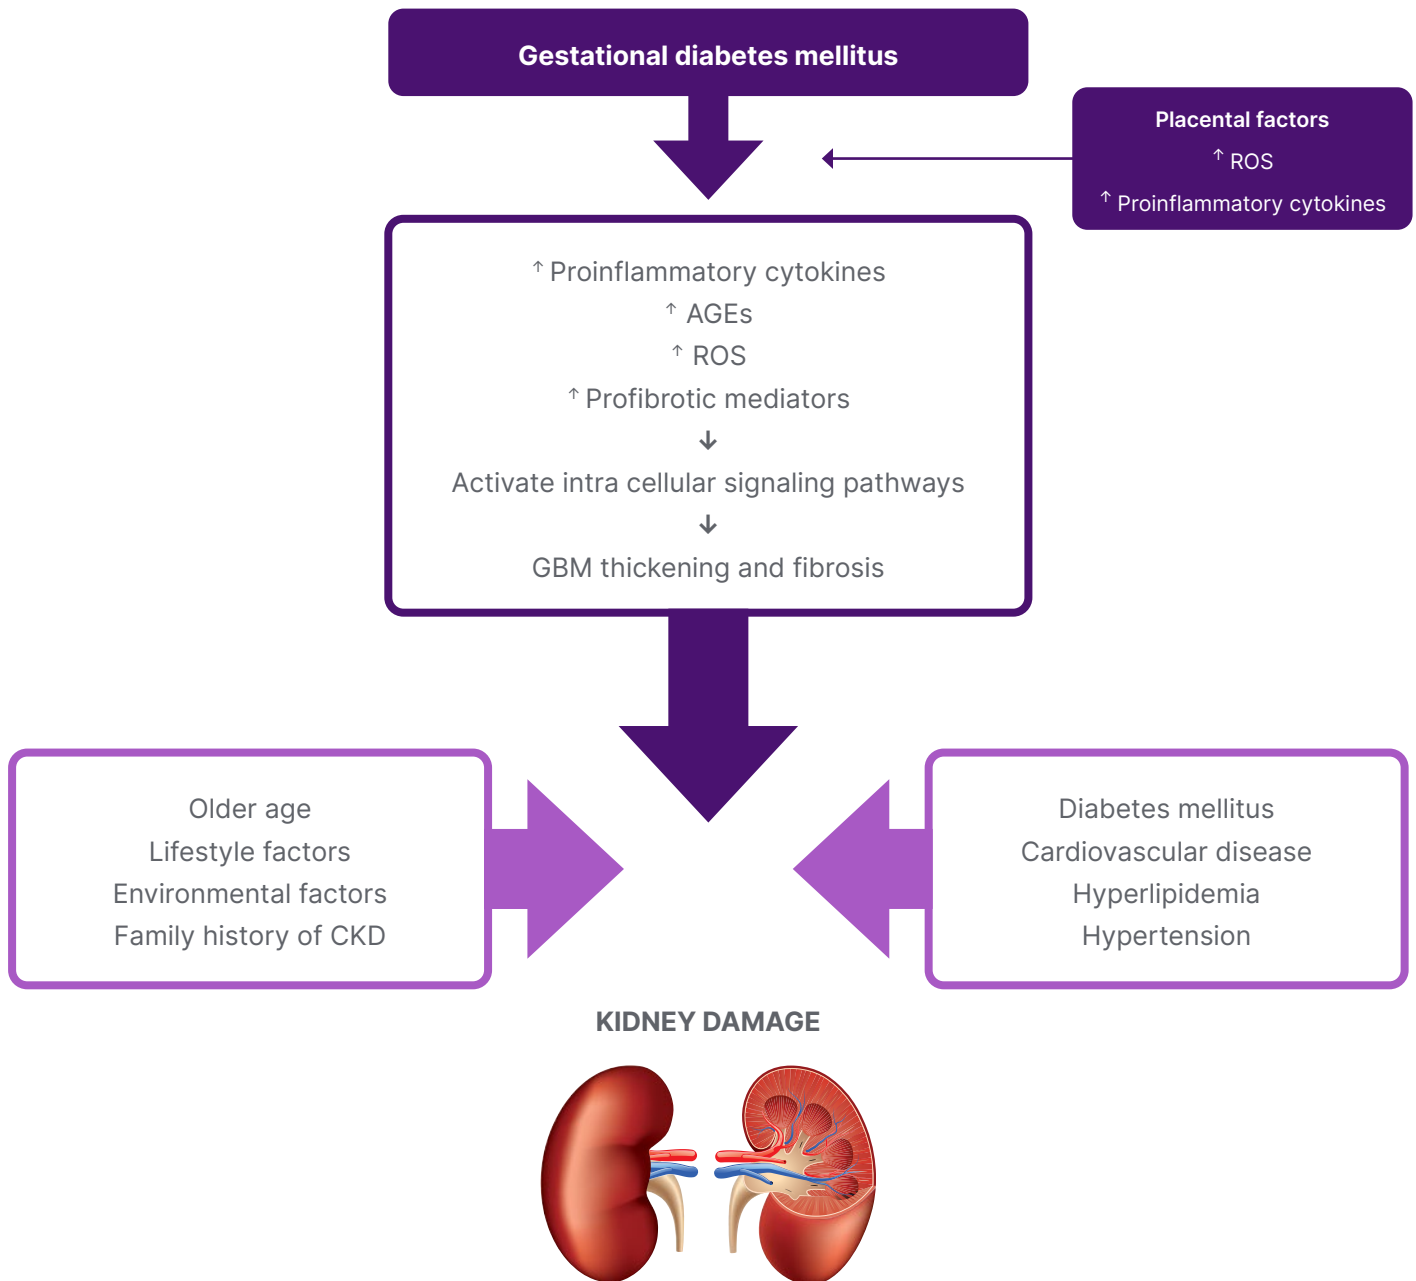 Gestational diabetes mellitus
Placental factors
↑ ROS
↑ Proinflammatory cytokines
↑ Proinflammatory cytokines
↑ AGEs
↑ ROS
↑ Profibrotic mediators
↓
Activate intra cellular signaling pathways
↓
GBM thickening and fibrosis
Older age
Lifestyle factors
Environmental factors
Family history of CKD
Diabetes mellitus
Cardiovascular disease
Hyperlipidemia
Hypertension
KIDNEY DAMAGE